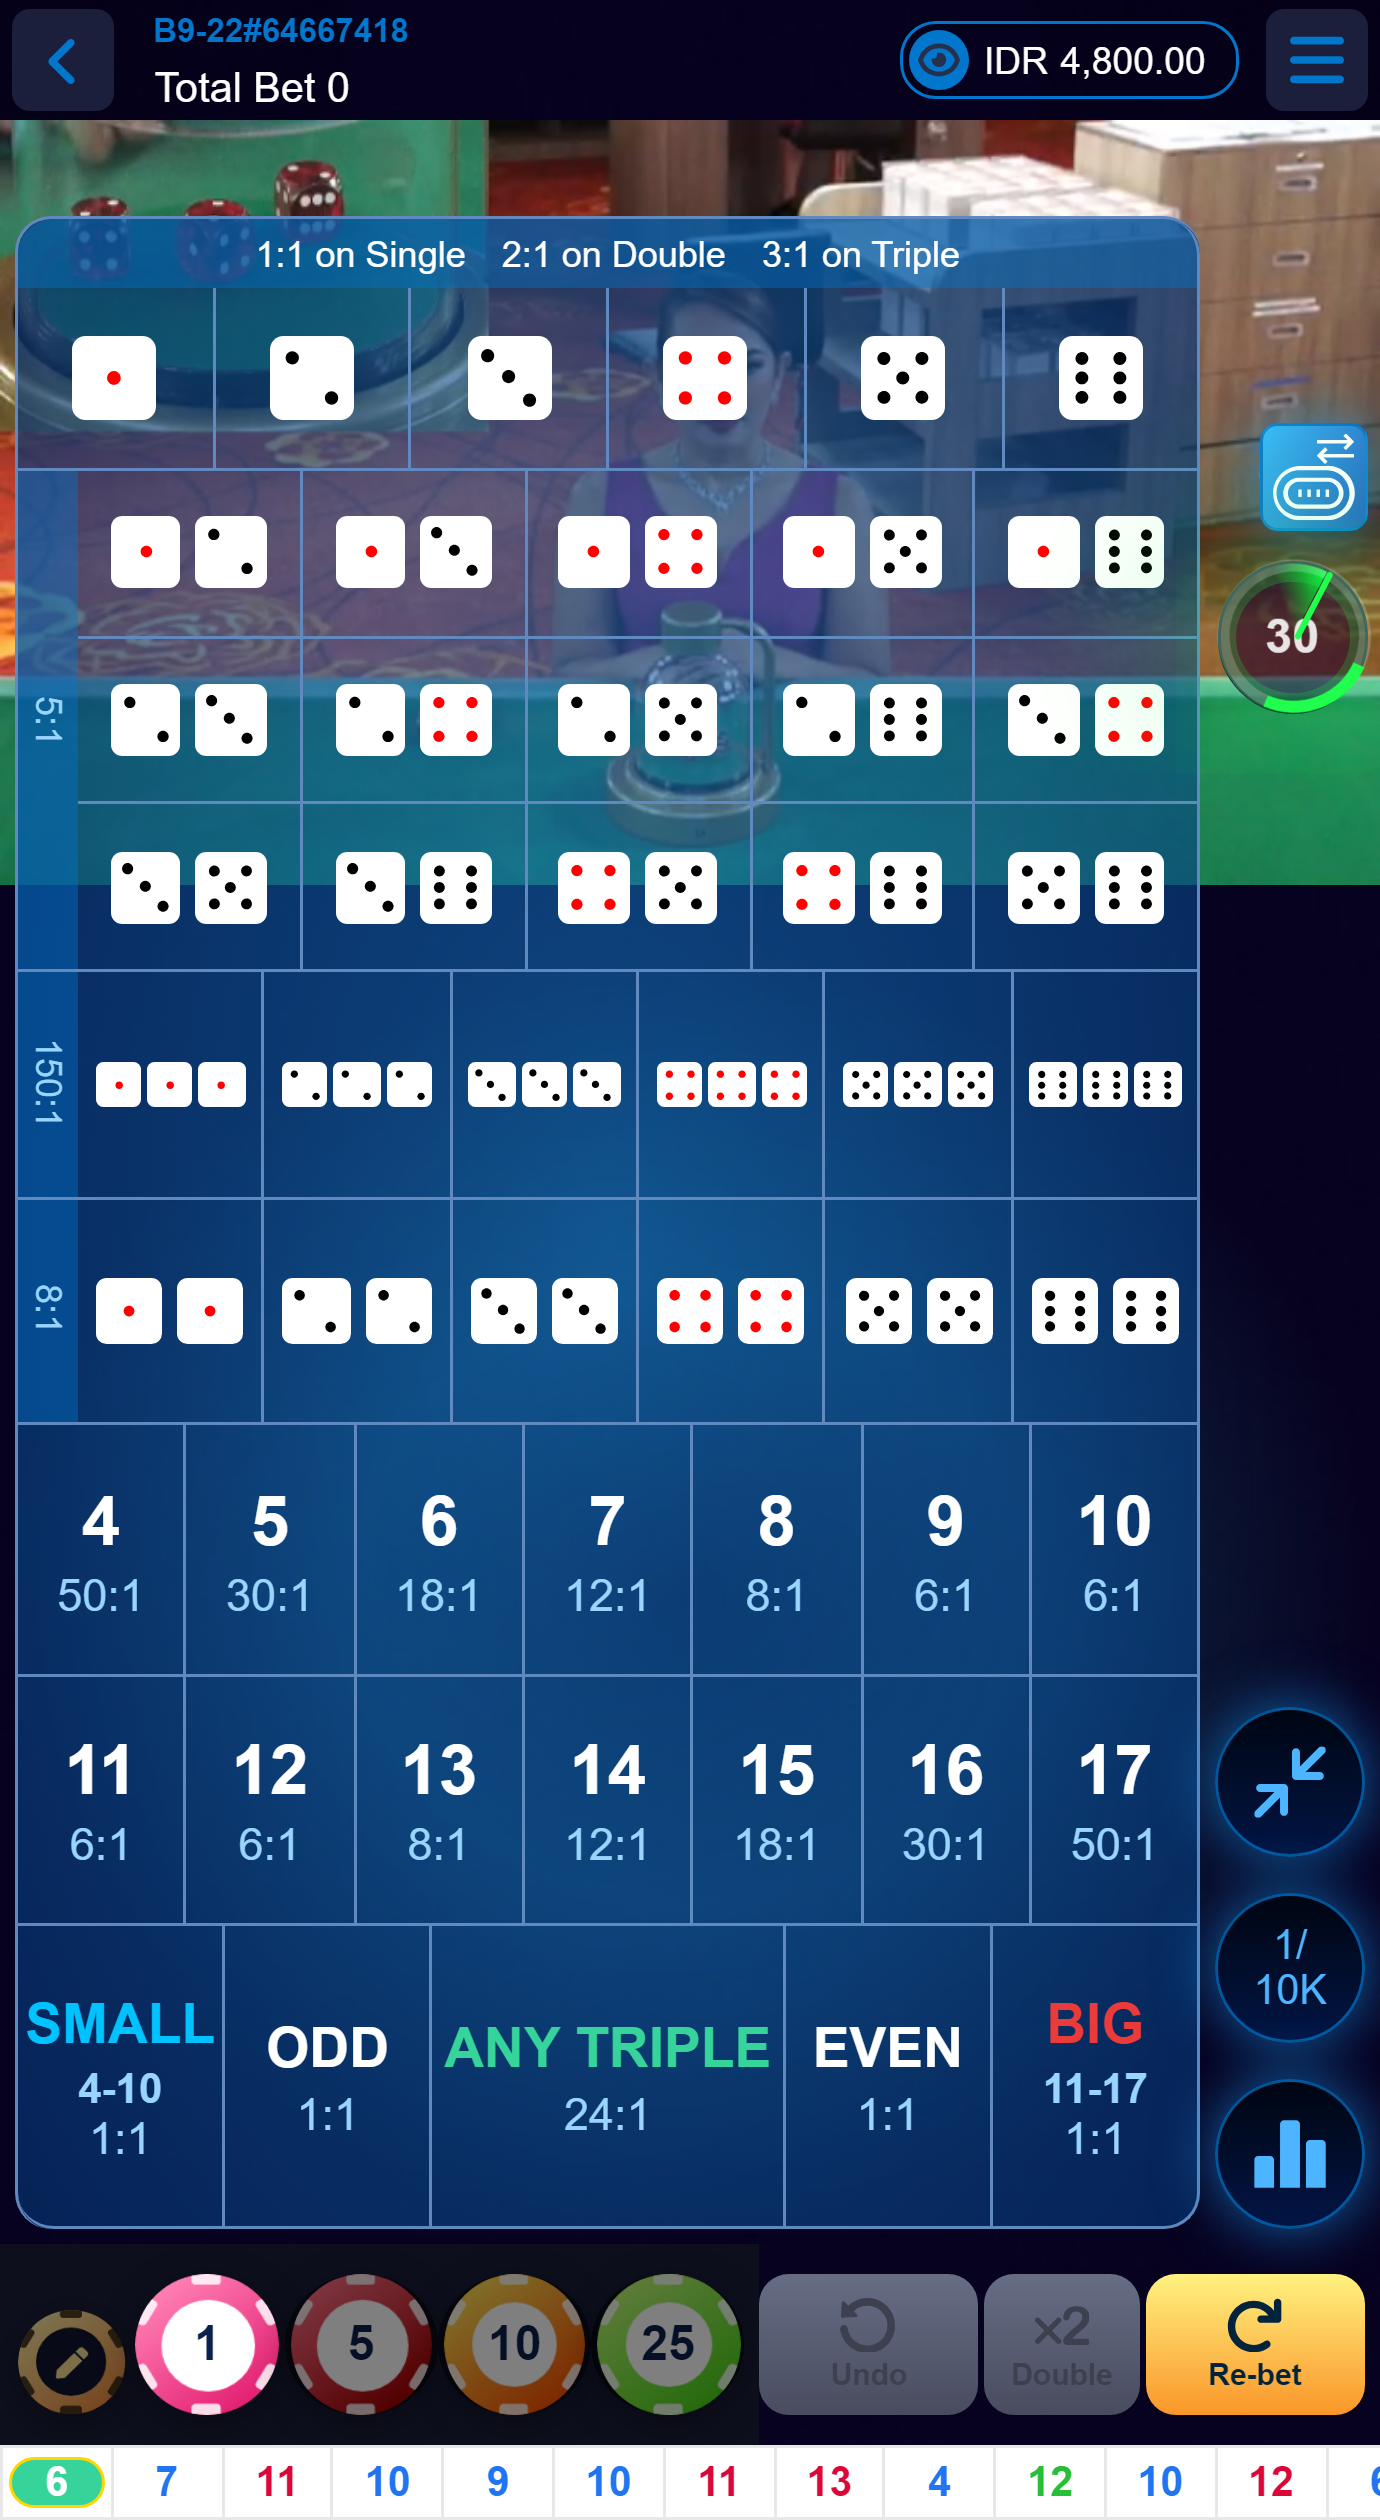 B9-22#64667418
Total Bet 0
IDR 4,800.00
1:1 on Single 2:1 on Double 3:1 on Triple
30
5:1
150:1
8:1
4 5 6 7 8 9 10
50:1 30:1 18:1 12:1 8:1 6:1 6:1
11 12 13 14 15 16 17
6:1 6:1 8:1 12:1 18:1 30:1 50:1
1/
10K
SMALL
4-10
1:1
ODD
1:1
ANY TRIPLE
24:1
EVEN
1:1
BIG
11-17
1:1
1 5 10 25
Undo
x2
Double
Re-bet
6 7 11 10 9 10 11 13 4 12 10 12